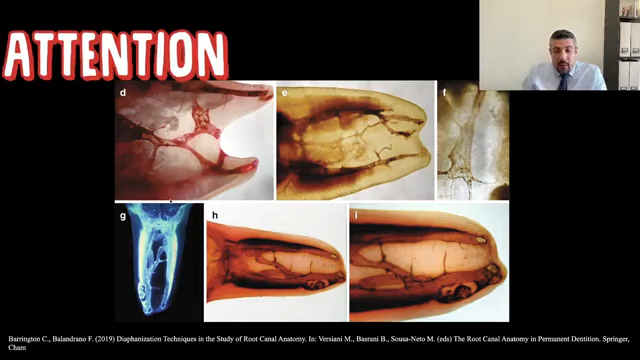 ATTENTION
d
e
f
g
h
i
Barrington C., Balandrano F. (2019) Diaphanization Techniques in the Study of Root Canal Anatomy. In: Versiani M., Basrani B., Sousa-Neto M. (eds) The Root Canal Anatomy in Permanent Dentition. Springer,
Cham